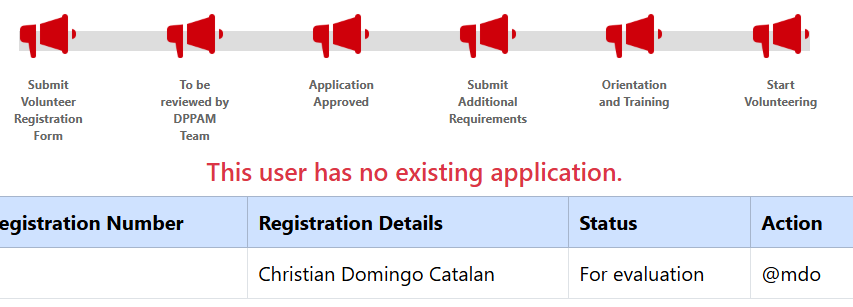 Submit
Volunteer
Registration
Form
To be
reviewed by
DPPAM
Team
Application
Approved
Submit
Additional
Requirements
Orientation
and Training
Start
Volunteering
This user has no existing application.
egistration Number Registration Details Status Action
Christian Domingo Catalan For evaluation @mdo